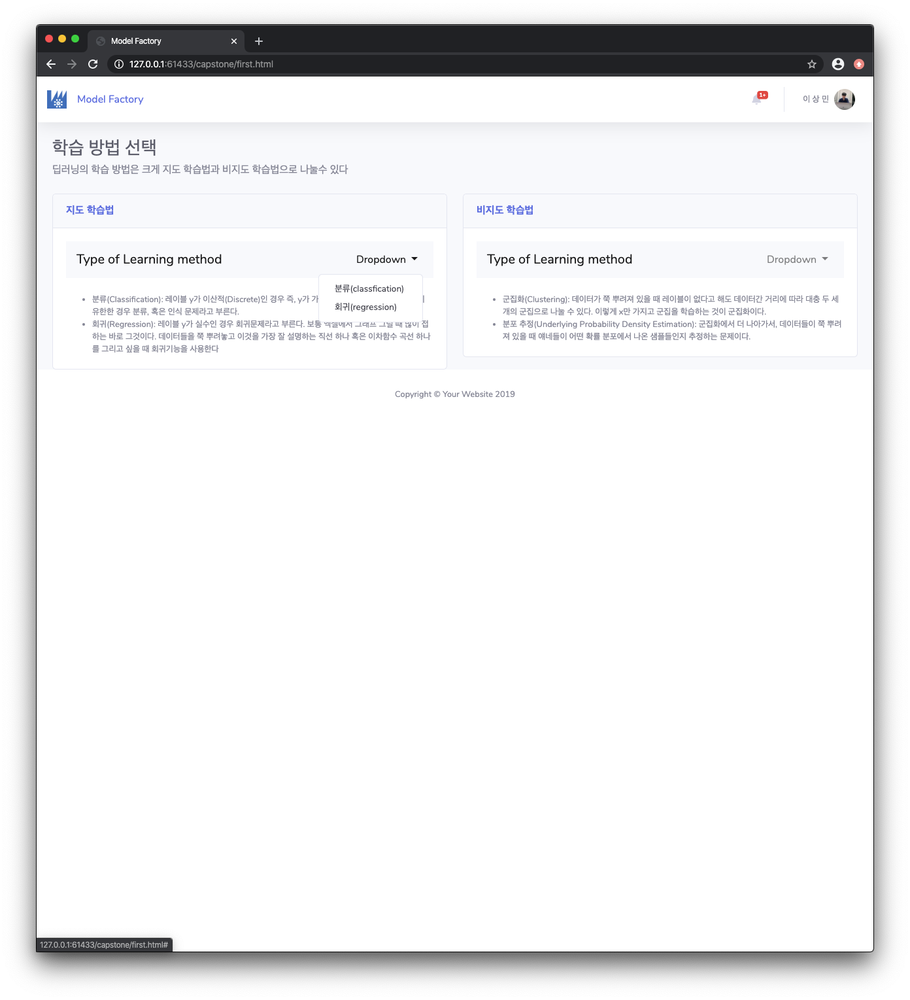 Model Factory
127.0.0.1:61433/capstone/first.html
Model Factory
1+
이 상 민
학습 방법 선택
딥러닝의 학습 방법은 크게 지도 학습법과 비지도 학습법으로 나눌수 있다
지도 학습법
Type of Learning method
Dropdown
분류(classfication)
회귀(regression)
분류(Classification): 레이블 y가 이산적(Discrete)인 경우 즉, y가 가
유한한 경우 분류, 혹은 인식 문제라고 부른다.
회귀(Regression): 레이블 y가 실수인 경우 회귀문제라고 부른다. 보통 엑셀에서 그래프 그릴 때 많이 접
하는 바로 그것이다. 데이터들을 쭉 뿌려놓고 이것을 가장 잘 설명하는 직선 하나 혹은 이차함수 곡선 하나
를 그리고 싶을 때 회귀기능을 사용한다
비지도 학습법
Type of Learning method
Dropdown
군집화(Clustering): 데이터가 쭉 뿌려져 있을 때 레이블이 없다고 해도 데이터간 거리에 따라 대충 두 세
개의 군집으로 나눌 수 있다. 이렇게 x만 가지고 군집을 학습하는 것이 군집화이다.
분포 추정(Underlying Probability Density Estimation): 군집화에서 더 나아가서, 데이터들이 쭉 뿌려
져 있을 때 얘네들이 어떤 확률 분포에서 나온 샘플들인지 추정하는 문제이다.
Copyright © Your Website 2019
127.0.0.1:61433/capstone/first.html#